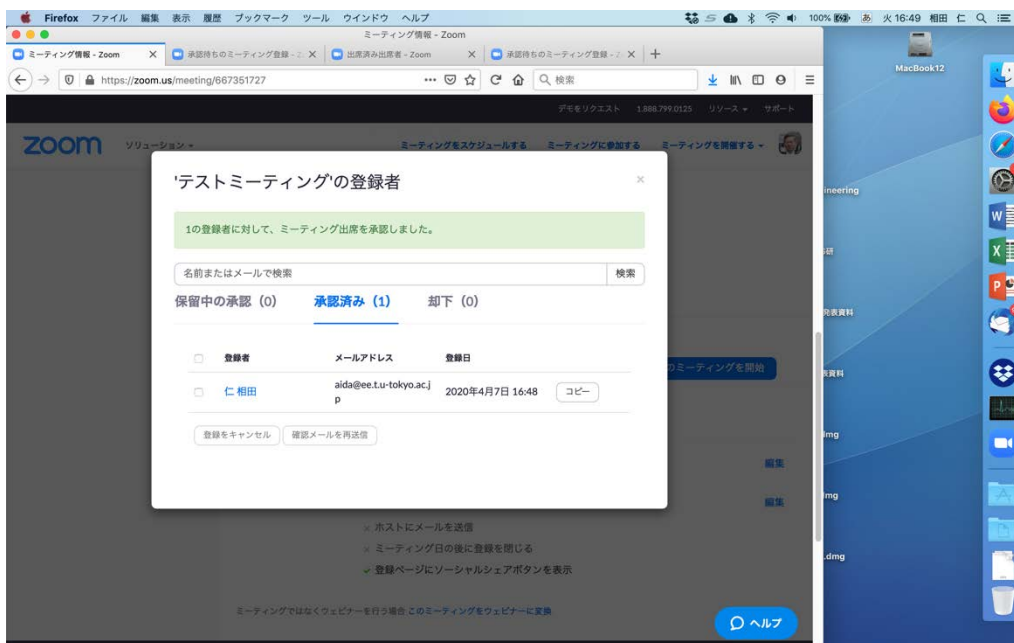 Firefox ファイル 編集 表示 履歴 ブックマーク ツール ウインドウ ヘルプ 100% あ 火 16:49 相田 仁
ミーティング情報 - Zoom
ミーティング情報 - Zoom 承認待ちのミーティング登録 - 出席済み出席者 - Zoom 承認待ちのミーティング登録 -
https://zoom.us/meeting/667351727 検索
MacBook12
デモをリクエスト 1.888.799.0125 リソース サポート
zoom ソリューション ミーティングをスケジュールする ミーティングに参加する ミーティングを開催する
'テストミーティング'の登録者
1の登録者に対して、ミーティング出席を承認しました。
ineering
名前またはメールで検索 検索
保留中の承認 (0) 承認済み (1) 却下 (0)
発表資料
登録者 メールアドレス 登録日
のミーティングを開始
表資料
仁 相田 aida@ee.t.u-tokyo.ac.j
p 2020年4月7日 16:48 コピー
登録をキャンセル 確認メールを再送信
img
編集
img
編集
ホストにメールを送信
ミーティング日の後に登録を閉じる
登録ページにソーシャルシェアボタンを表示
.dmg
ミーティングではなくウェビナーを行う場合 このミーティングをウェビナーに変換
ヘルプ